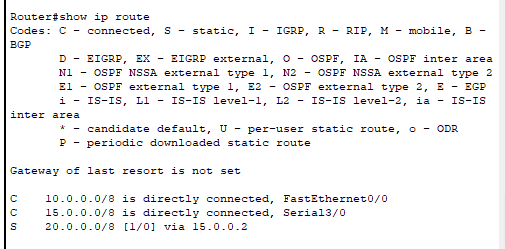 Router#show ip route
Codes: C - connected, S - static, I - IGRP, R - RIP, M - mobile, B -
BGP
D - EIGRP, EX - EIGRP external, O - OSPF, IA - OSPF inter area
N1 - OSPF NSSA external type 1, N2 - OSPF NSSA external type 2
E1 - OSPF external type 1, E2 - OSPF external type 2, E - EGP
i - IS-IS, L1 - IS-IS level-1, L2 - IS-IS level-2, ia - IS-IS
inter area
* - candidate default, U - per-user static route, o - ODR
P - periodic downloaded static route
Gateway of last resort is not set
C 10.0.0.0/8 is directly connected, FastEthernet0/0
C 15.0.0.0/8 is directly connected, Serial3/0
S 20.0.0.0/8 [1/0] via 15.0.0.2